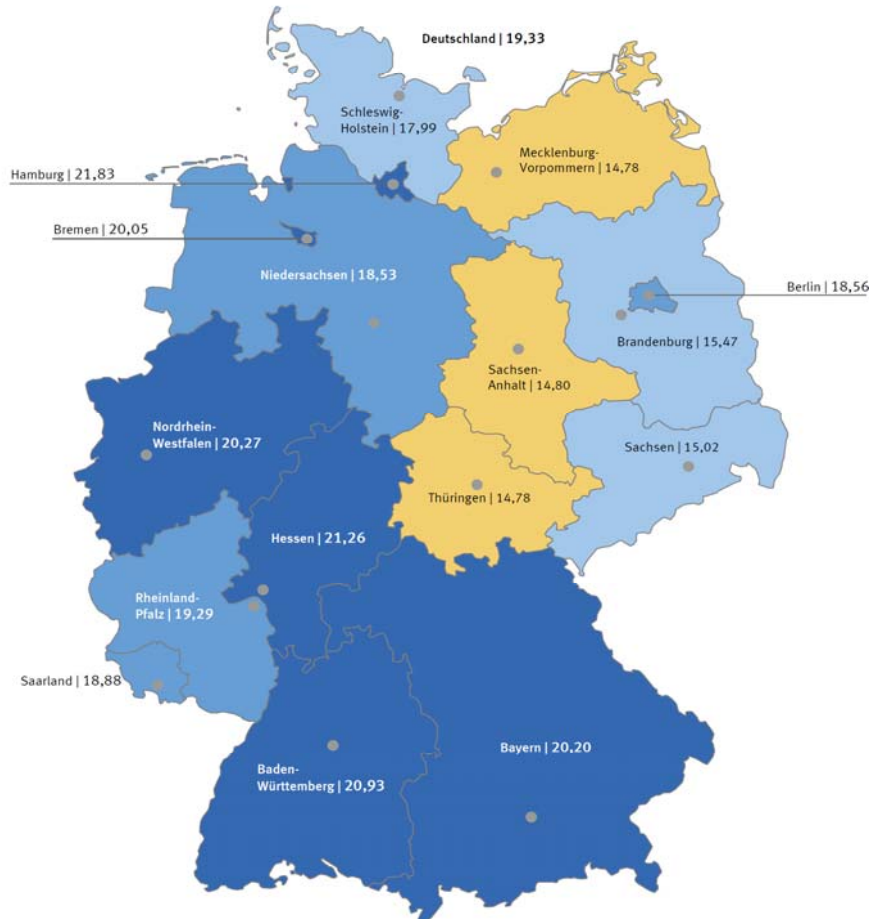 Deutschland | 19,33
Schleswig-
Holstein | 17,99
Mecklenburg-
Vorpommern | 14,78
Hamburg | 21,83
Bremen | 20,05
Niedersachsen | 18,53
Berlin | 18,56
Brandenburg | 15,47
Sachsen-
Anhalt | 14,80
Nordrhein-
Westfalen | 20,27
Sachsen | 15,02
Thüringen | 14,78
Hessen | 21,26
Rheinland-
Pfalz | 19,29
Saarland | 18,88
Bayern | 20,20
Baden-
Württemberg | 20,93